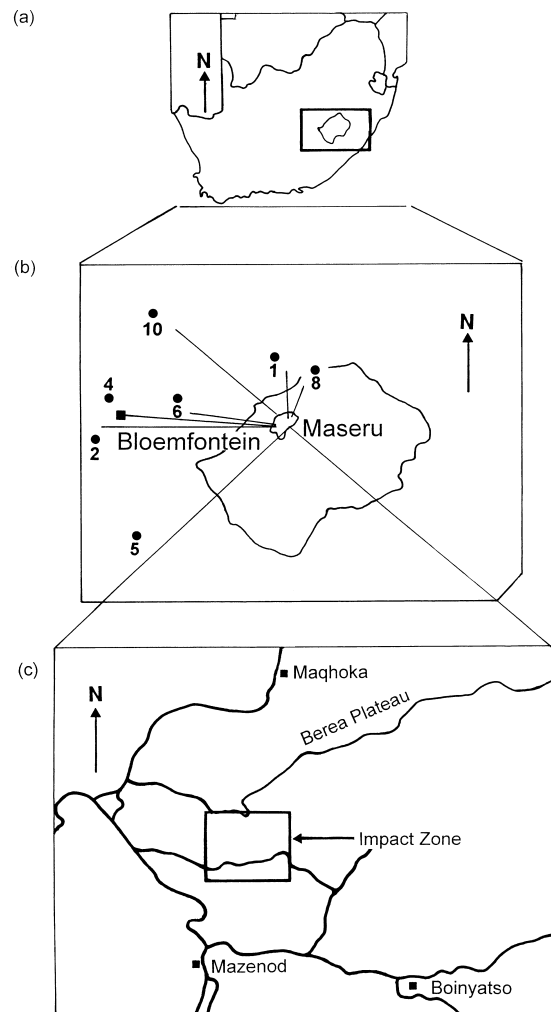 (a)
N
(b)
N
10
1
8
4
6
Bloemfontein
Maseru
2
5
(c)
N
Maqhoka
Berea Plateau
Impact Zone
Mazenod
Boinyatso